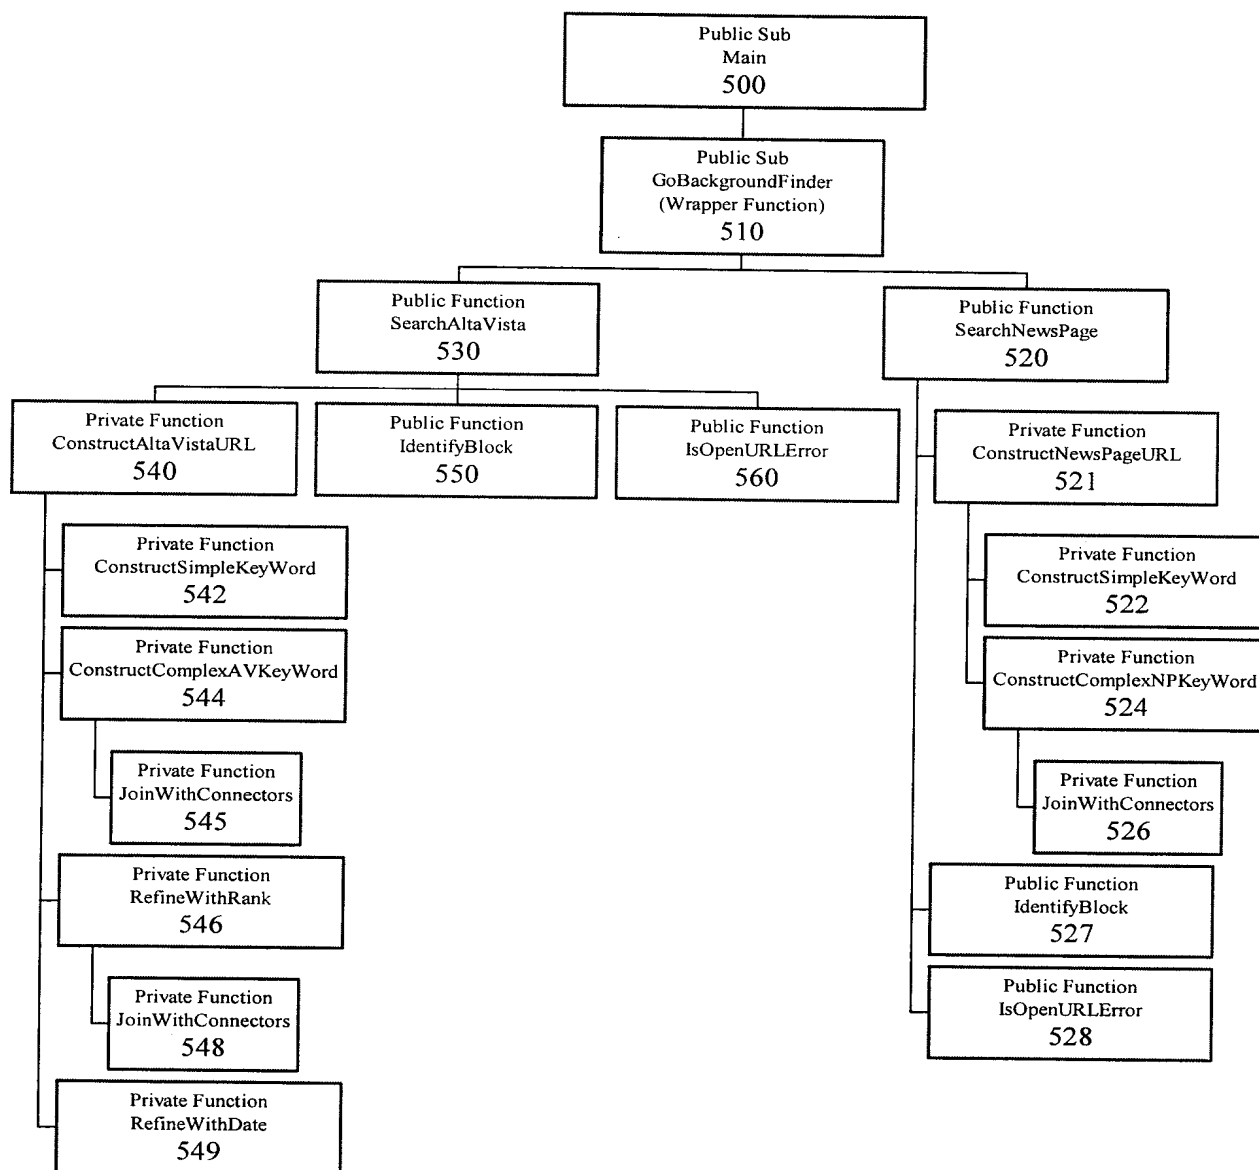 Public Sub
Main
500
Public Sub
GoBackgroundFinder
(Wrapper Function)
510
Public Function
SearchAltaVista
530
Public Function
SearchNewsPage
520
Private Function
ConstructAltaVistaURL
540
Public Function
IdentifyBlock
550
Public Function
IsOpenURLError
560
Private Function
ConstructNewsPageURL
521
Private Function
ConstructSimpleKeyWord
542
Private Function
ConstructSimpleKeyWord
522
Private Function
ConstructComplexAVKeyWord
544
Private Function
ConstructComplexNPKeyWord
524
Private Function
JoinWithConnectors
545
Private Function
JoinWithConnectors
526
Private Function
RefineWithRank
546
Public Function
IdentifyBlock
527
Private Function
JoinWithConnectors
548
Public Function
IsOpenURLError
528
Private Function
RefineWithDate
549